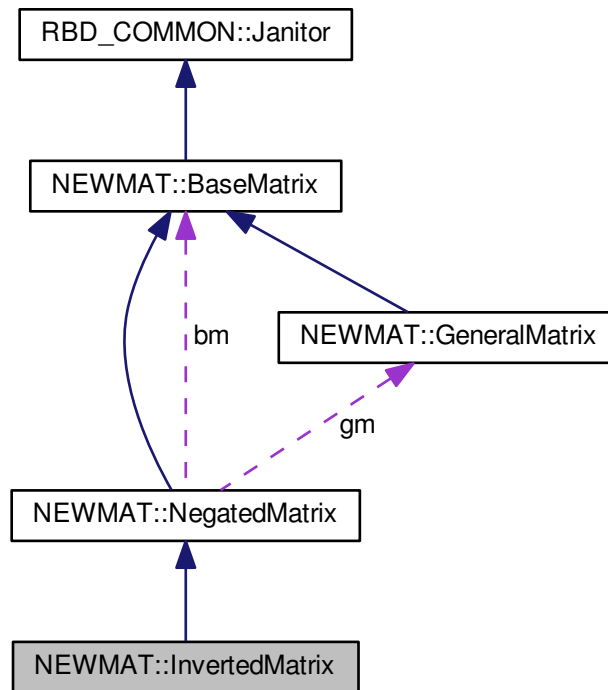 RBD_COMMON::Janitor
NEWMAT::BaseMatrix
NEWMAT::GeneralMatrix
bm
gm
NEWMAT::NegatedMatrix
NEWMAT::InvertedMatrix